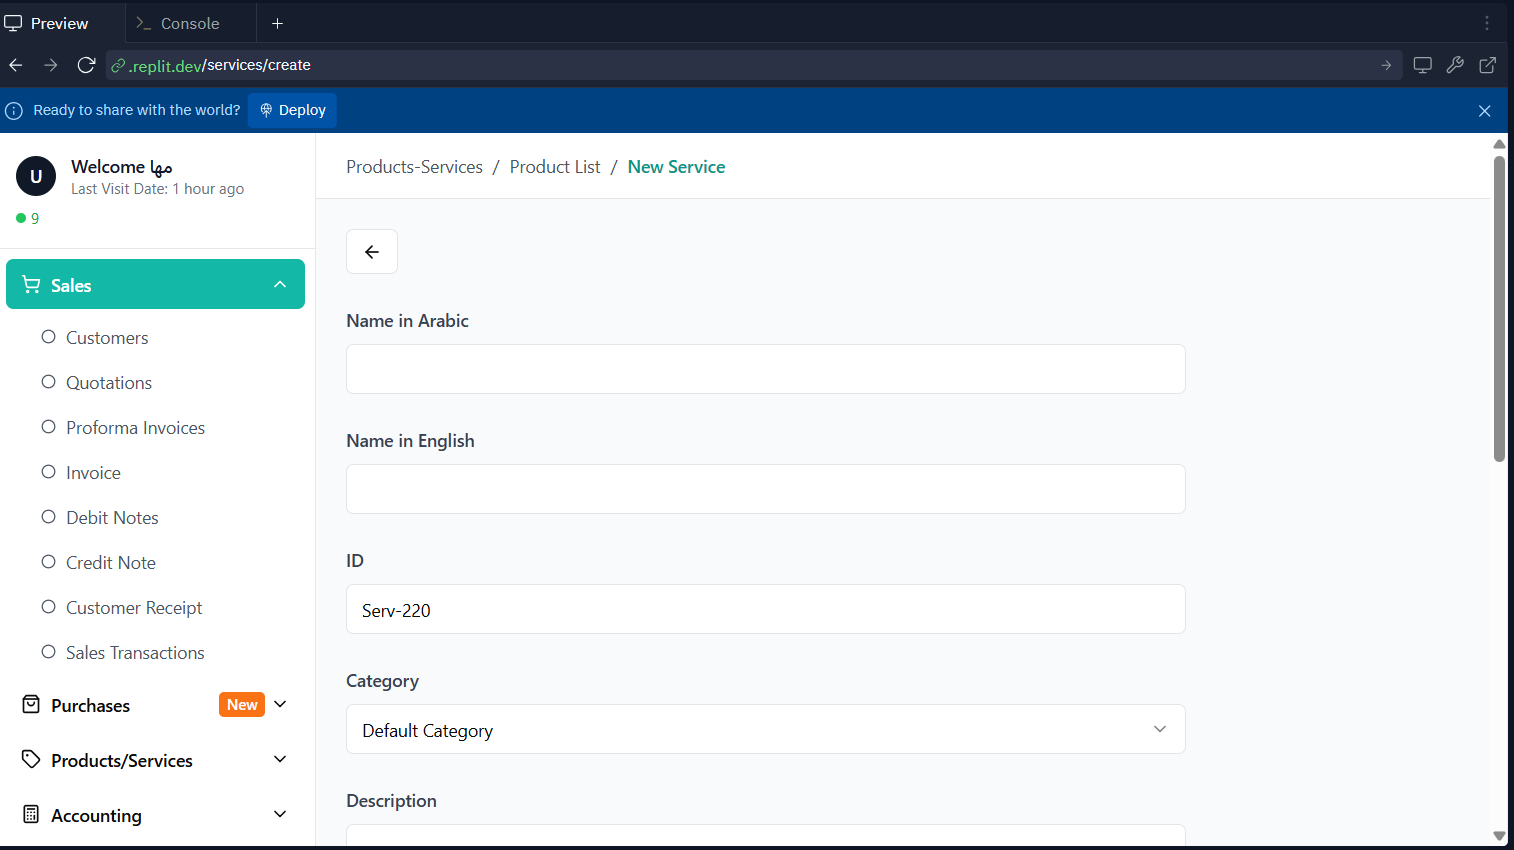 Preview
Console
.replit.dev/services/create
Ready to share with the world? Deploy
U
Welcome مها
Last Visit Date: 1 hour ago
9
Sales
Customers
Quotations
Proforma Invoices
Invoice
Debit Notes
Credit Note
Customer Receipt
Sales Transactions
Purchases New
Products/Services
Accounting
Products-Services / Product List / New Service
Name in Arabic
Name in English
ID
Serv-220
Category
Default Category
Description